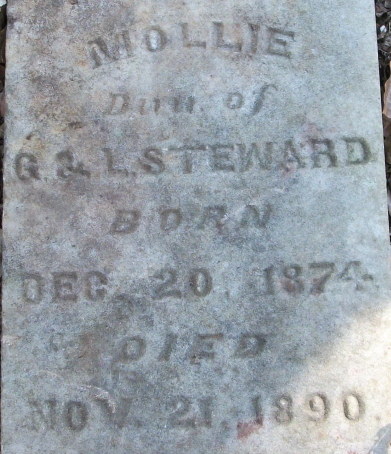 MOLLIE
Dau. of
G. & L. STEWARD
BORN
DEC. 20. 1874.
DIED
NOV. 21. 1890.